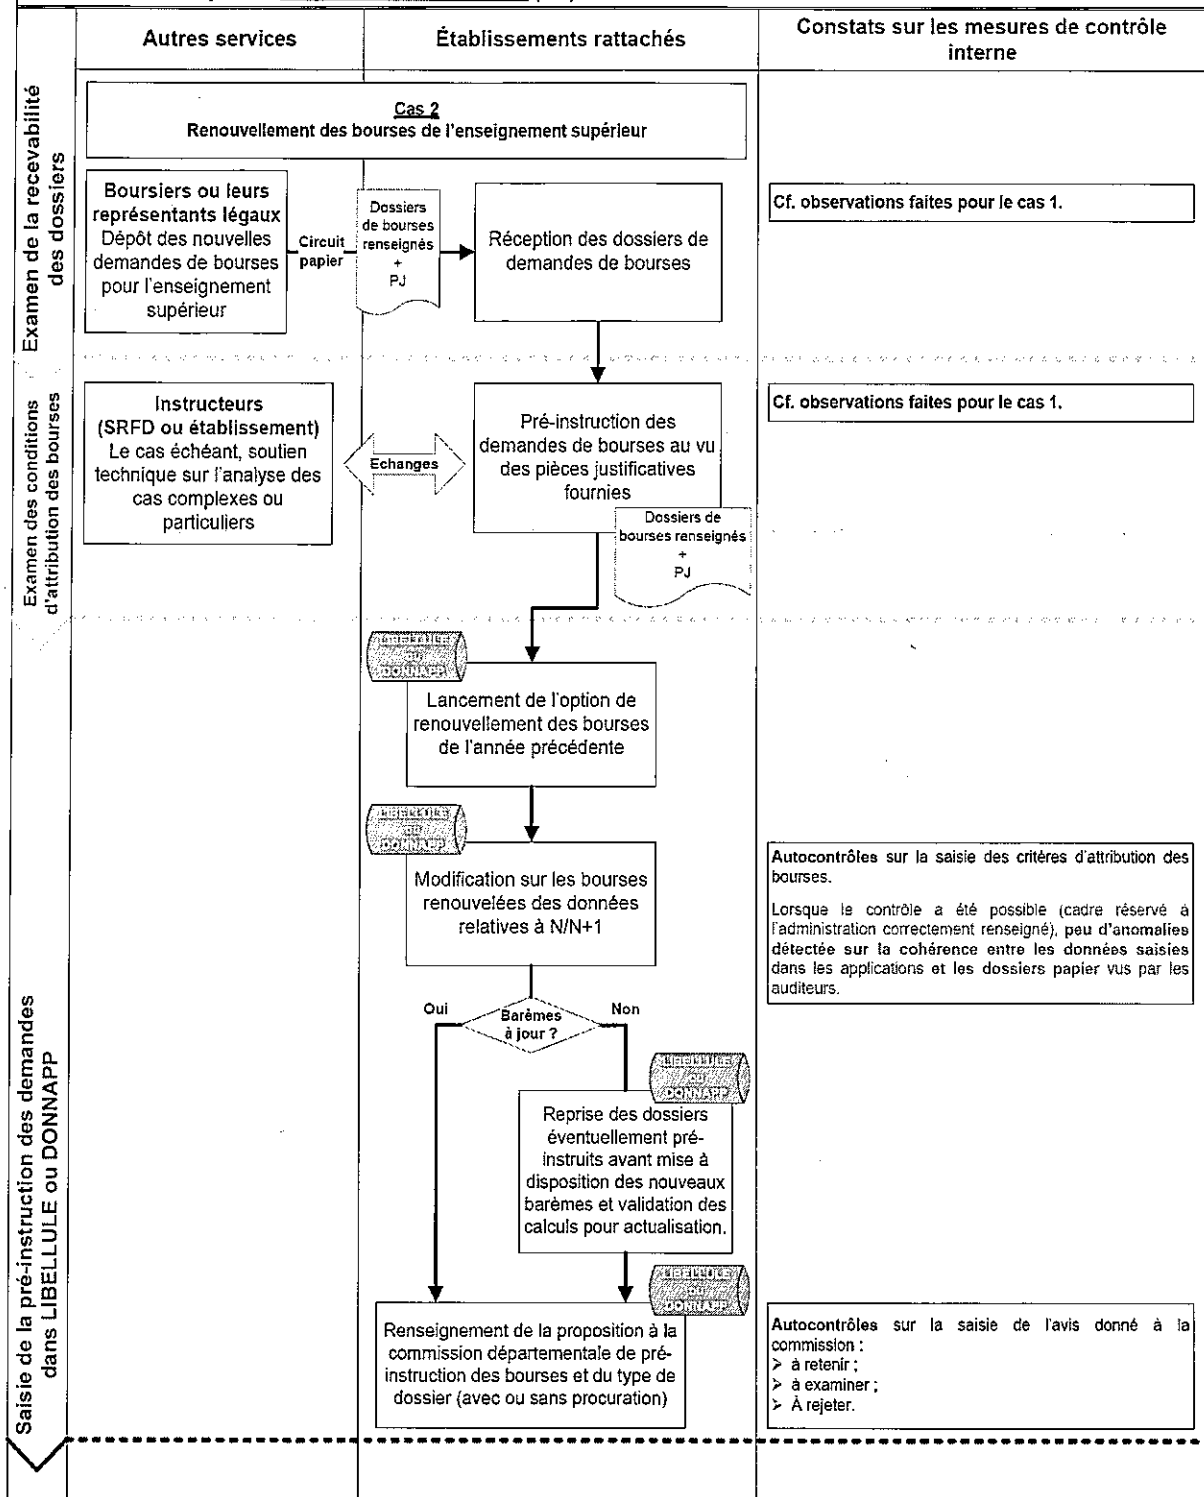 Autres services
Établissements rattachés
Constats sur les mesures de contrôle
interne
Examen de la recevabilité
des dossiers
Cas 2
Renouvellement des bourses de l'enseignement supérieur
Boursiers ou leurs
représentants légaux
Dépôt des nouvelles
demandes de bourses
pour l'enseignement
supérieur
Circuit
papier
Dossiers
de bourses
renseignés
+
PJ
Réception des dossiers de
demandes de bourses
Cf. observations faites pour le cas 1.
Examen des conditions
d'attribution des bourses
Instructeurs
(SRFD ou établissement)
Le cas échéant, soutien
technique sur l'analyse des
cas complexes ou
particuliers
Echanges
Pré-instruction des
demandes de bourses au vu
des pièces justificatives
fournies
Dossiers de
bourses renseignés
+
PJ
Cf. observations faites pour le cas 1.
Saisie de la pré-instruction des demandes
dans LIBELLULE ou DONNAPP
LIBELLULE
ou
DONNAPP
Lancement de l'option de
renouvellement des bourses
de l'année précédente
LIBELLULE
ou
DONNAPP
Modification sur les bourses
renouvelées des données
relatives à N/N+1
Autocontrôles sur la saisie des critères d'attribution des
bourses.
Lorsque le contrôle a été possible (cadre réservé à
l'administration correctement renseigné), peu d'anomalies
détectée sur la cohérence entre les données saisies
dans les applications et les dossiers papier vus par les
auditeurs.
Oui
Barèmes
à jour ?
Non
LIBELLULE
ou
DONNAPP
Reprise des dossiers
éventuellement pré-
instruits avant mise à
disposition des nouveaux
barèmes et validation des
calculs pour actualisation.
LIBELLULE
ou
DONNAPP
Renseignement de la proposition à la
commission départementale de pré-
instruction des bourses et du type de
dossier (avec ou sans procuration)
Autocontrôles sur la saisie de l'avis donné à la
commission :
➢ à retenir ;
➢ à examiner ;
➢ À rejeter.